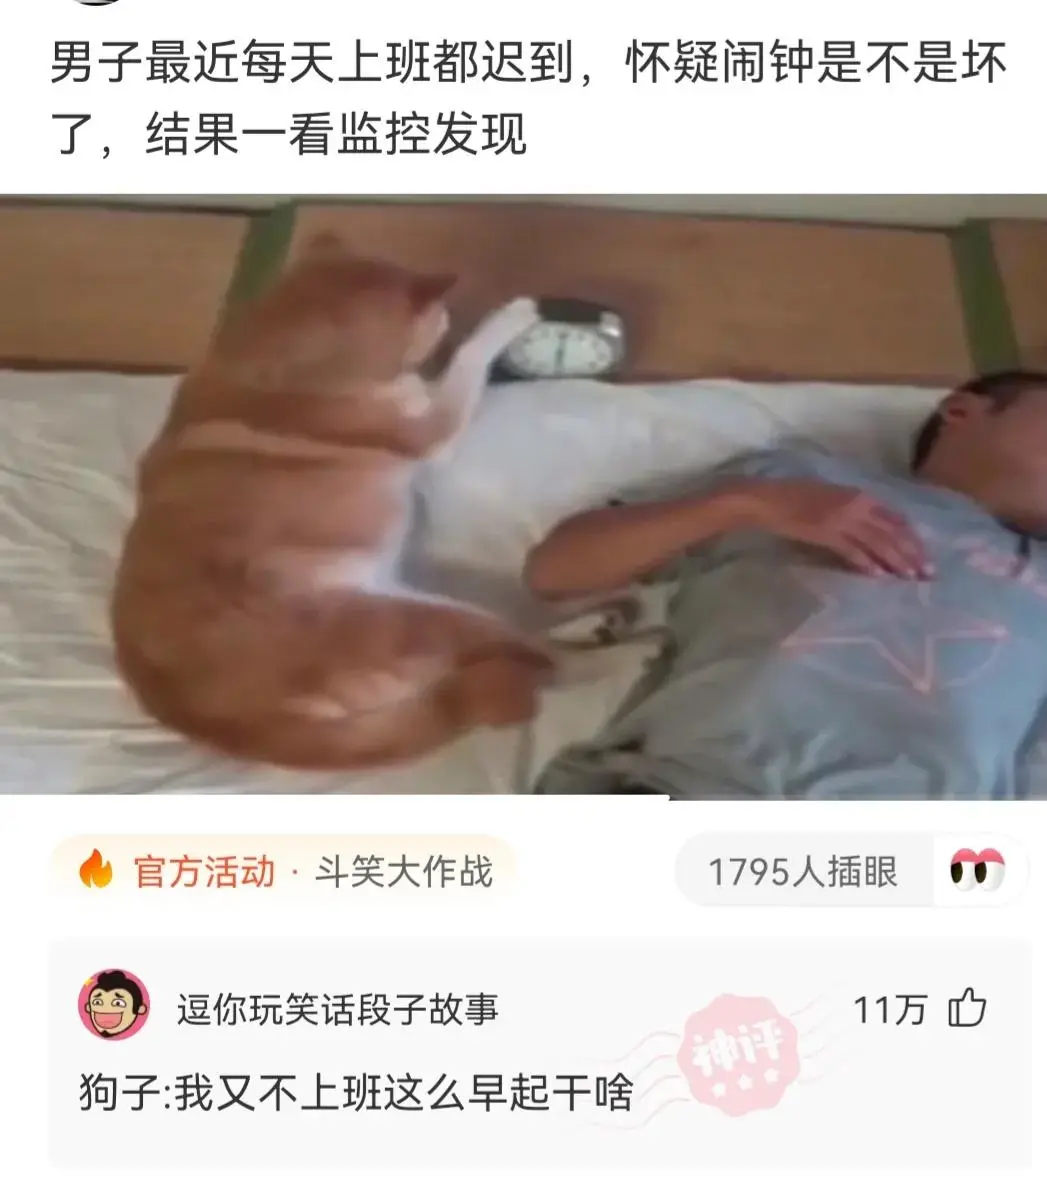 男子最近每天上班都迟到，怀疑闹钟是不是坏
了，结果一看监控发现
官方活动 · 斗笑大作战
1795人插眼
逗你玩笑话段子故事
11万
神评
狗子:我又不上班这么早起干啥